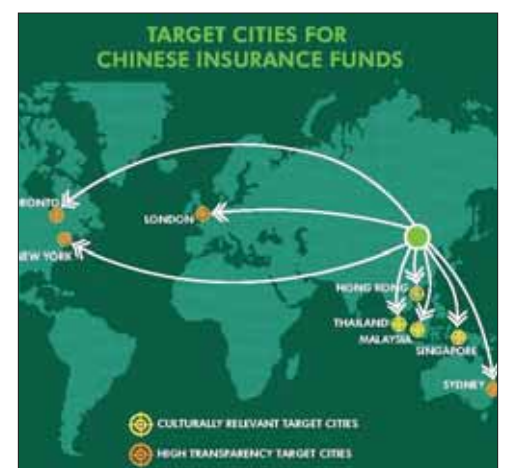 TARGET CITIES FOR
CHINESE INSURANCE FUNDS
RONTO
LONDON
EW YORK
HONG KONG
THAILAND
MALAYSIA
SINGAPORE
SYDNEY
CULTURALLY RELEVANT TARGET CITIES
HIGH TRANSPARENCY TARGET CITIES